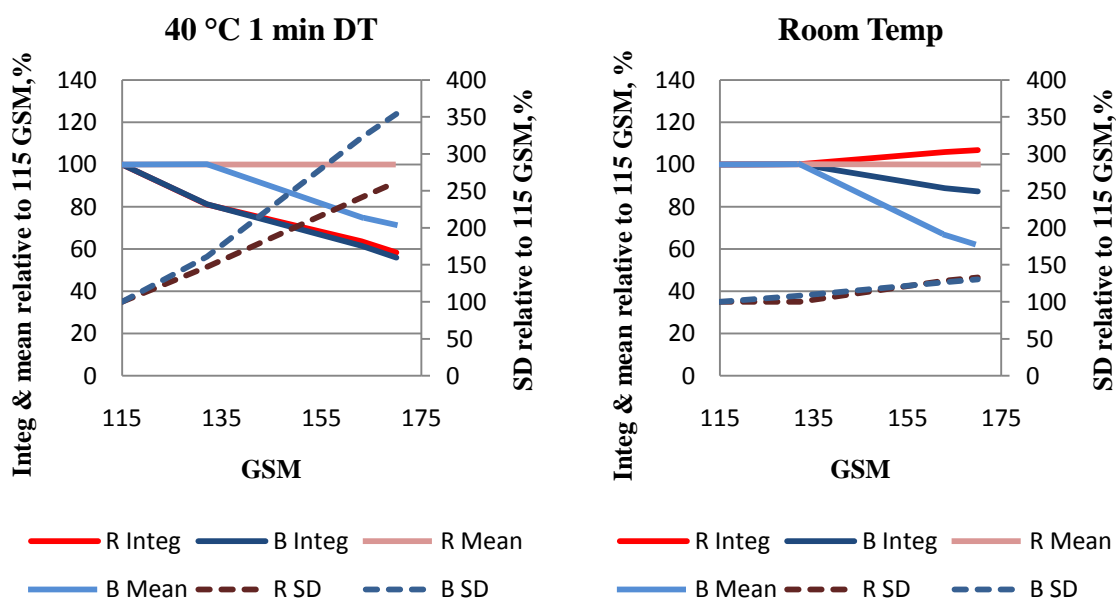 40 °C 1 min DT
Integ & mean relative to 115 GSM,%
140
120
100
80
60
40
20
0
400
350
300
250
200
150
100
50
0
SD relative to 115 GSM,%
115 135 155 175
GSM
R Integ B Integ R Mean
B Mean R SD B SD
Room Temp
Integ & mean relative to 115 GSM, %
140
120
100
80
60
40
20
0
400
350
300
250
200
150
100
50
0
SD relative to 115 GSM,%
115 135 155 175
GSM
R Integ B Integ R Mean
B Mean R SD B SD